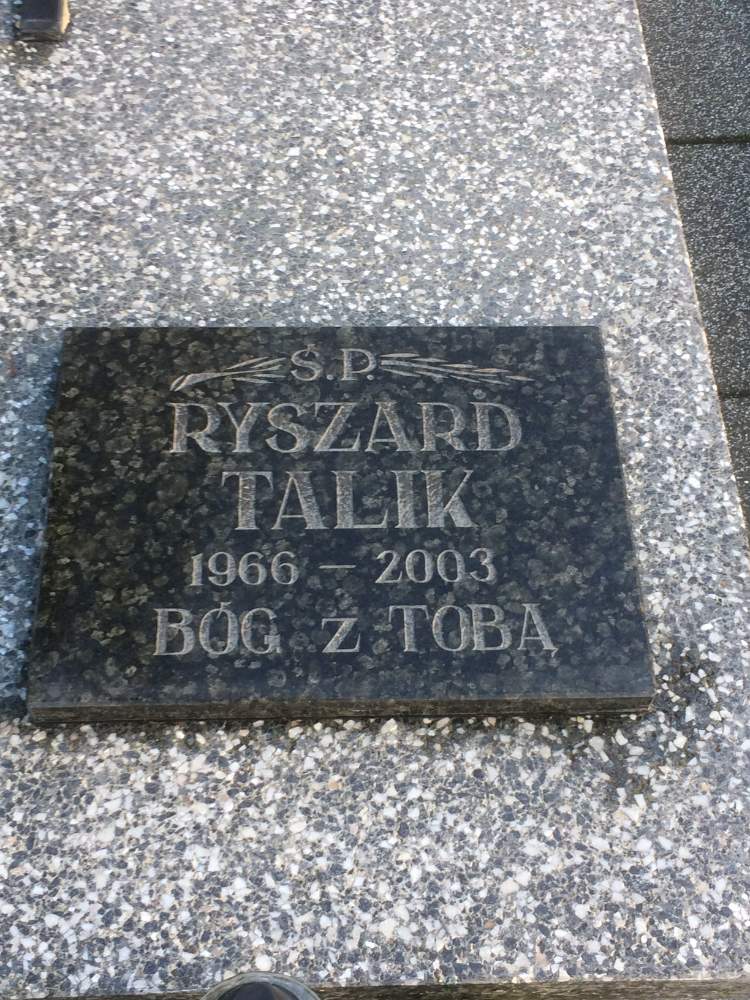 Ś.P.
RYSZARD
TALIK
1966 – 2003
BÓG Z TOBĄ